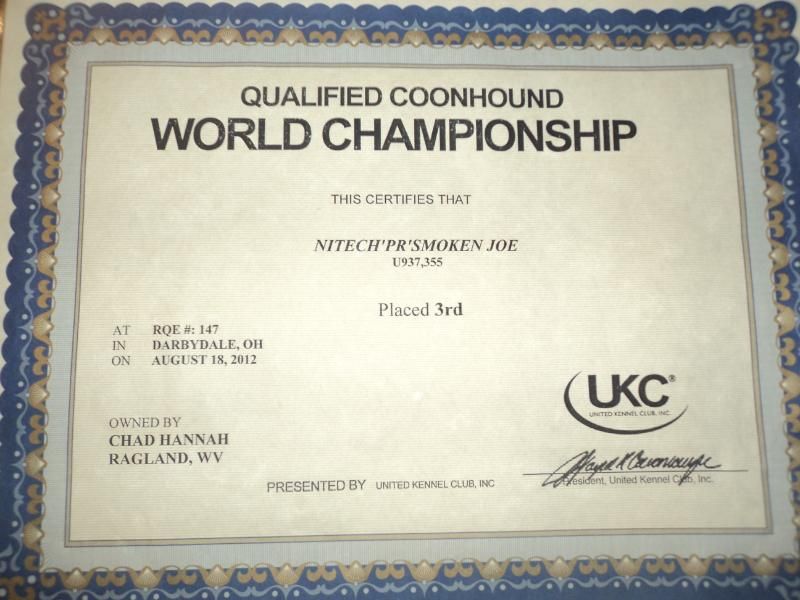 QUALIFIED COONHOUND
WORLD CHAMPIONSHIP
THIS CERTIFIES THAT
NITECH'PR'SMOKEN JOE
U937,355
Placed 3rd
AT RQE #: 147
IN DARBYDALE, OH
ON AUGUST 18, 2012
UKC®
UNITED KENNEL CLUB, INC.
OWNED BY
CHAD HANNAH
RAGLAND, WV
President, United Kennel Club, Inc.
PRESENTED BY UNITED KENNEL CLUB, INC